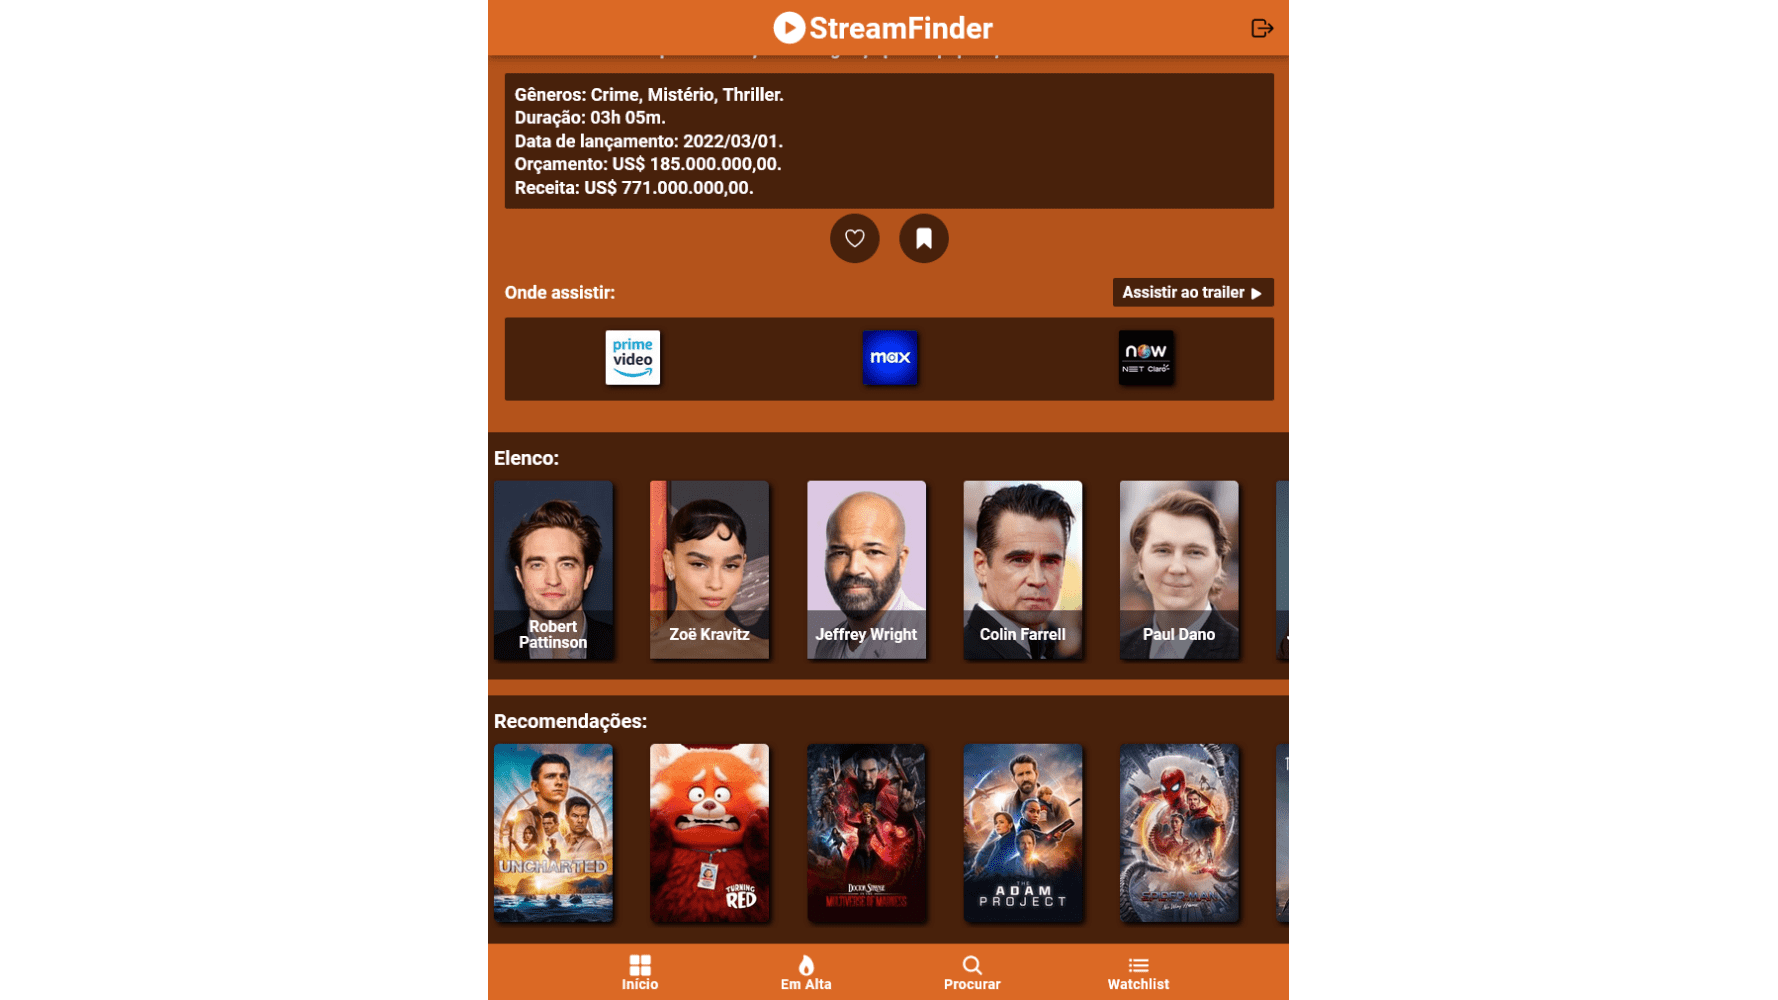 StreamFinder
Gêneros: Crime, Mistério, Thriller.
Duração: 03h 05m.
Data de lançamento: 2022/03/01.
Orçamento: US$ 185.000.000,00.
Receita: US$ 771.000.000,00.
Onde assistir:
Assistir ao trailer
prime
video
max
now
NET Claro
Elenco:
Robert
Pattinson
Zoë Kravitz
Jeffrey Wright
Colin Farrell
Paul Dano
Recomendações:
UNCHARTED
TURNING
RED
DOCTOR STRANGE
MULTIVERSE OF MADNESS
THE
ADAM
PROJECT
SPIDER-MAN
No Way Home
Início
Em Alta
Procurar
Watchlist